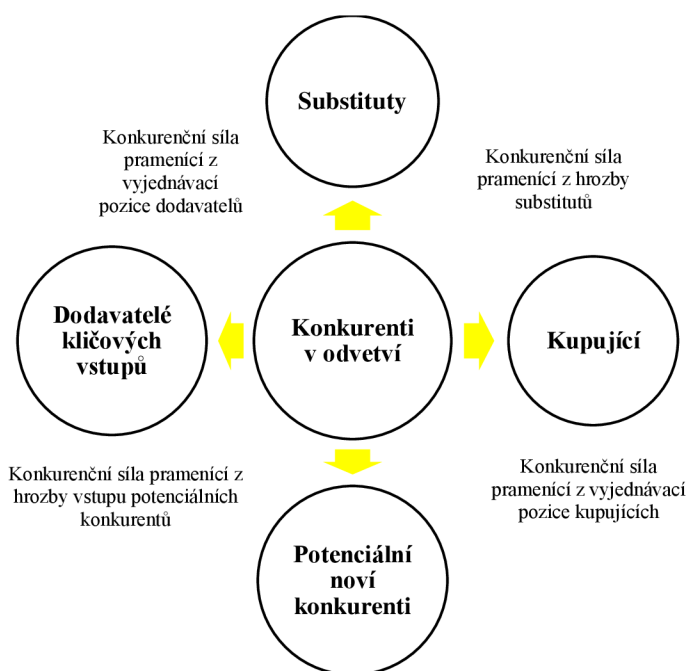 Substituty
Konkurenční síla
pramenící z
vyjednávací
pozice dodavatelů
Konkurenční síla
pramenící z hrozby
substitutů
Dodavatelé
kličových
vstupů
Konkurenti
v odvetví
Kupující
Konkurenční síla pramenící z
hrozby vstupu potenciálních
konkurentů
Konkurenční síla
pramenící z vyjednávací
pozice kupujících
Potenciální
noví
konkurenti